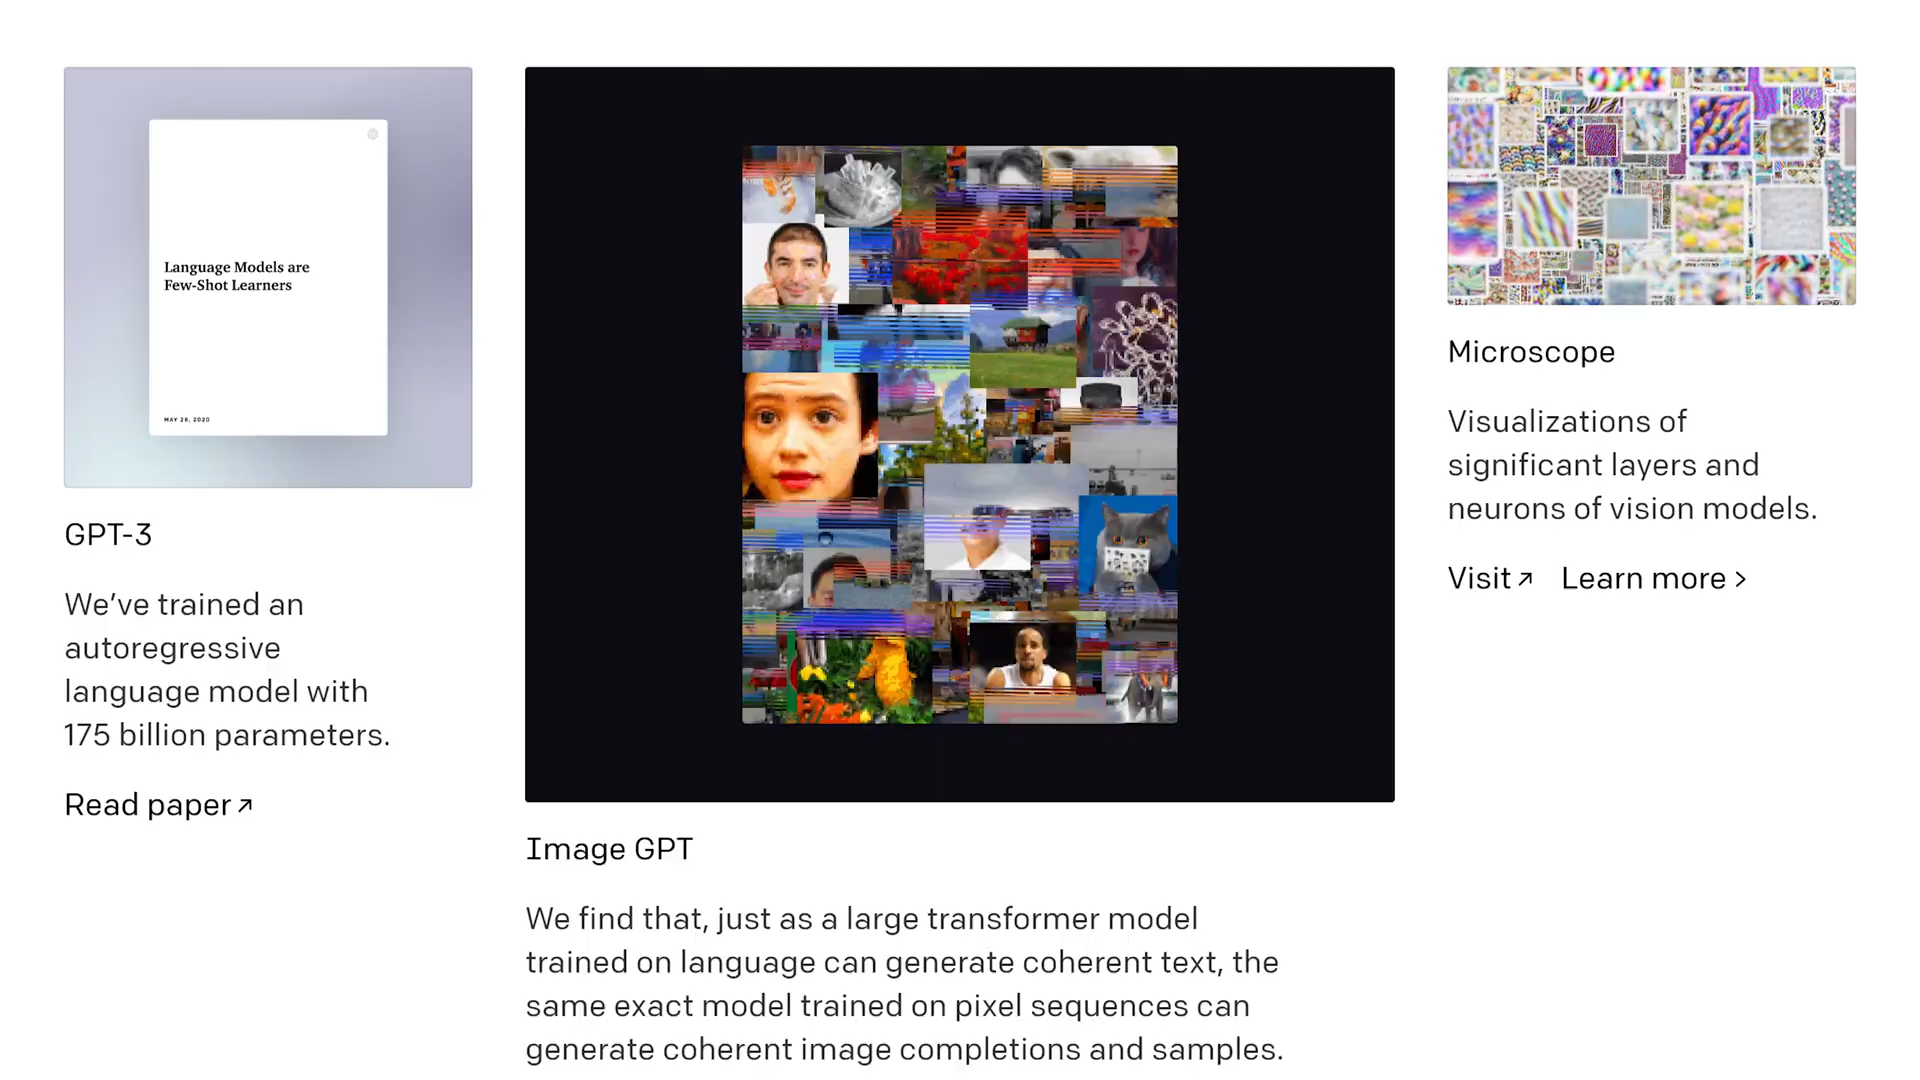 Language Models are
Few-Shot Learners
MAY 28, 2020
GPT-3
We’ve trained an
autoregressive
language model with
175 billion parameters.
Read paper↗
Image GPT
We find that, just as a large transformer model
trained on language can generate coherent text, the
same exact model trained on pixel sequences can
generate coherent image completions and samples.
Microscope
Visualizations of
significant layers and
neurons of vision models.
Visit↗ Learn more >